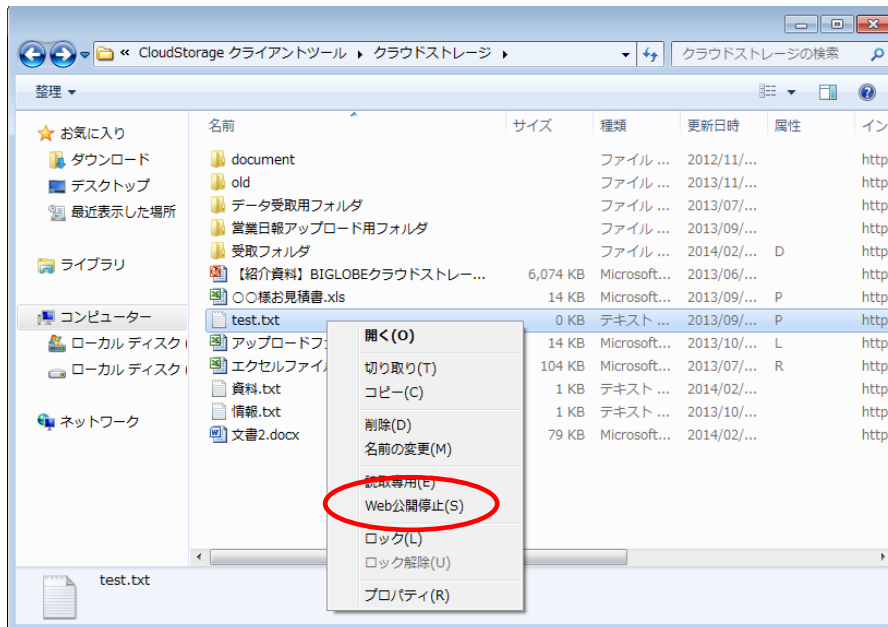 « CloudStorage クライアントツール ▸ クラウドストレージ ▸ クラウドストレージの検索
整理 ▼
名前 サイズ 種類 更新日時 属性 イン
お気に入り
ダウンロード
デスクトップ
最近表示した場所
ライブラリ
コンピューター
ローカル ディスク (
ローカル ディスク (
ネットワーク
document ファイル ... 2012/11/... http
old ファイル ... 2013/11/... http
データ受取用フォルダ ファイル ... 2013/07/... http
営業日報アップロード用フォルダ ファイル ... 2013/09/... http
受取フォルダ ファイル ... 2014/02/... D http
【紹介資料】BIGLOBEクラウドストレー... 6,074 KB Microsoft... 2013/06/... http
〇〇様お見積書.xls 14 KB Microsoft... 2013/09/... P http
test.txt 0 KB テキスト ... 2013/09/... P http
アップロードフ 14 KB Microsoft... 2013/10/... L http
エクセルファイ 104 KB Microsoft... 2013/07/... R http
資料.txt 1 KB テキスト ... 2014/02/... http
情報.txt 1 KB テキスト ... 2013/10/... http
文書2.docx 79 KB Microsoft... 2014/02/... http
開く(O)
切り取り(T)
コピー(C)
削除(D)
名前の変更(M)
読取専用(E)
Web公開停止(S)
ロック(L)
ロック解除(U)
プロパティ(R)
test.txt